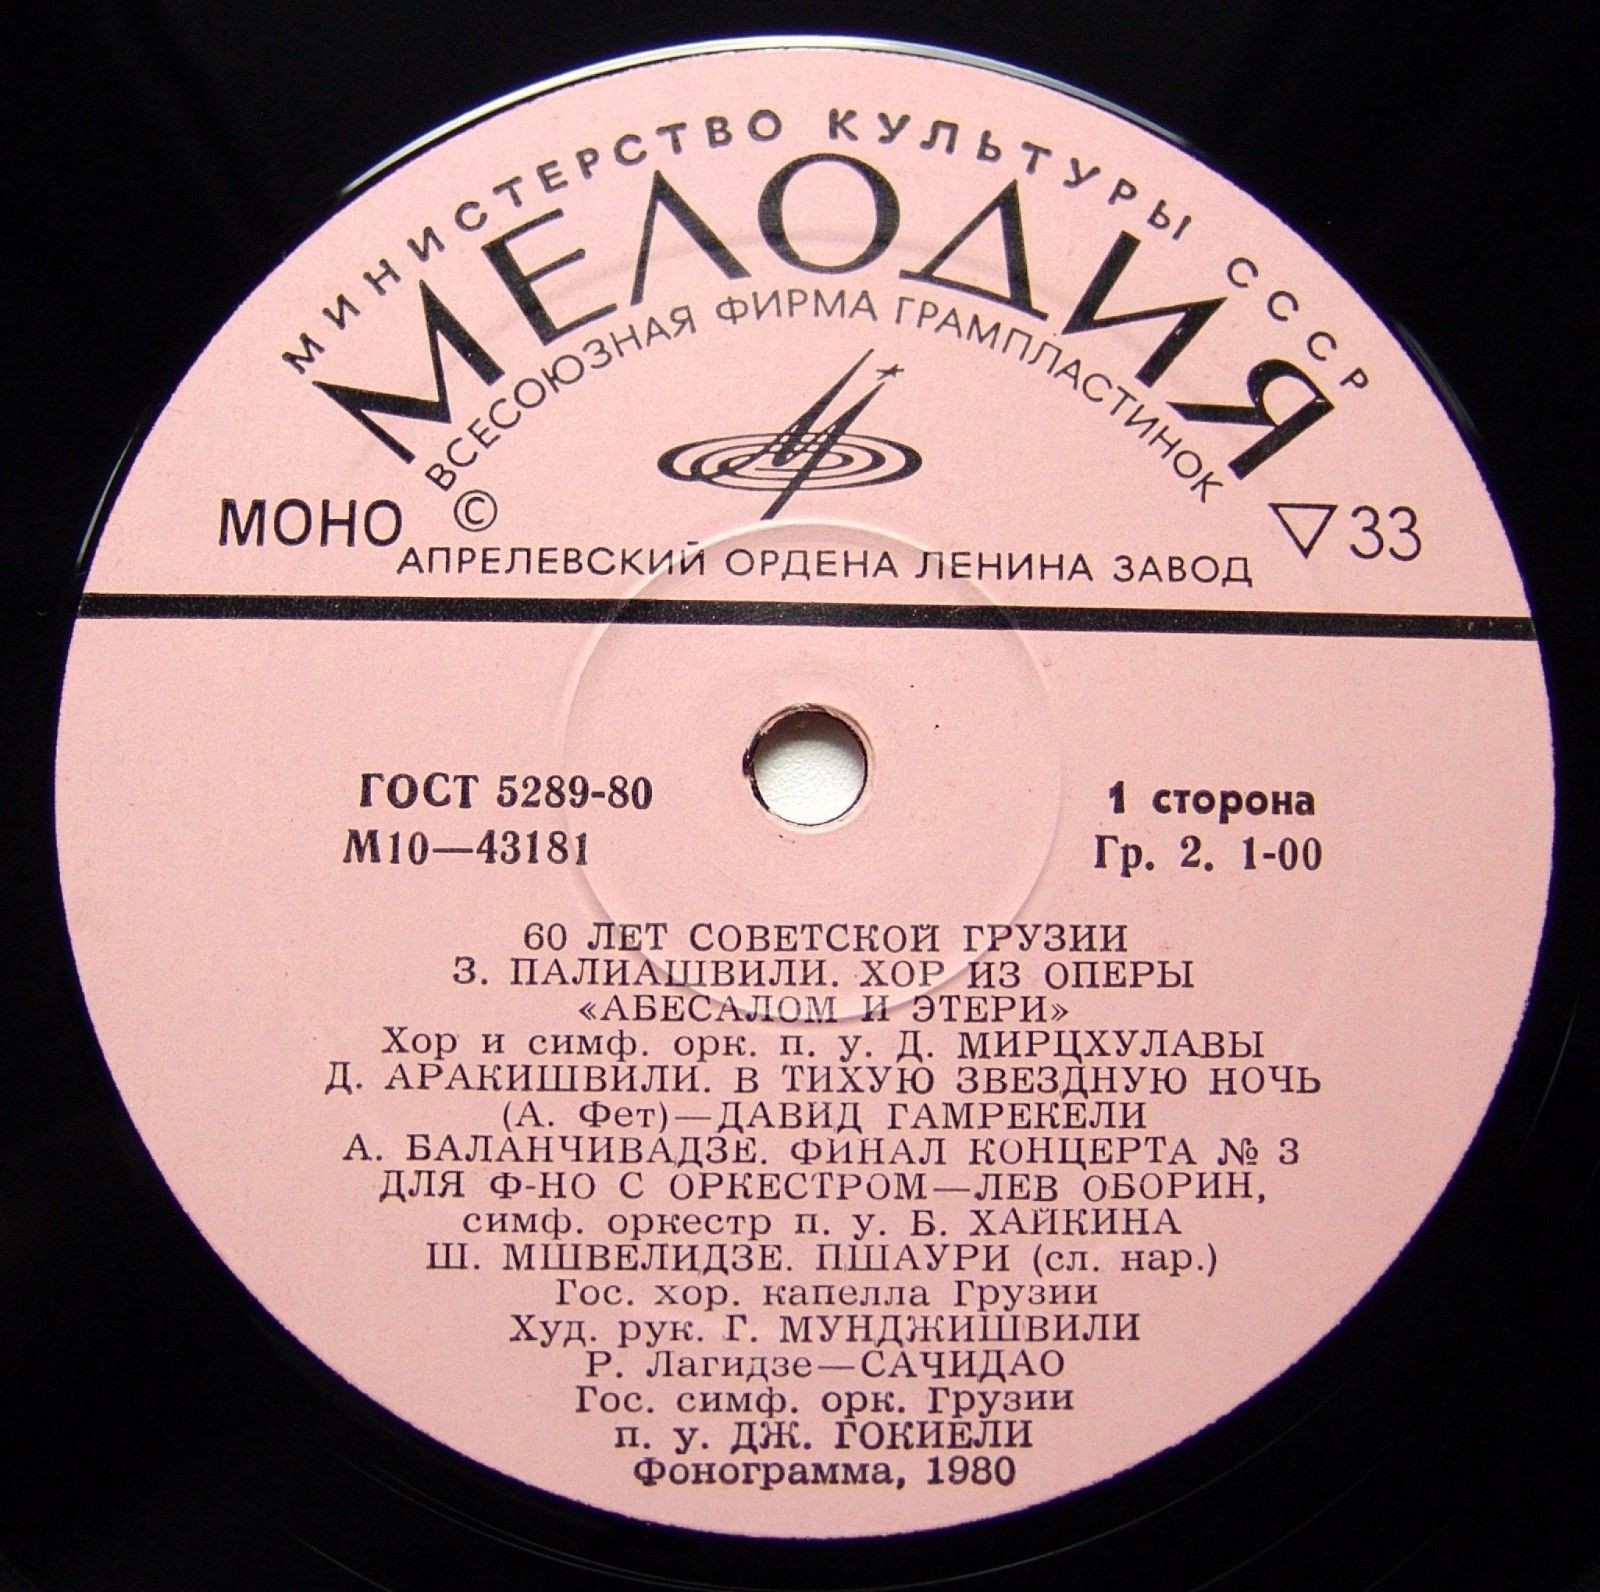 МИНИСТЕРСТВО КУЛЬТУРЫ СССР
МЕЛОДИЯ
ВСЕСОЮЗНАЯ ФИРМА ГРАМПЛАСТИНОК
МОНО © ▽ 33
АПРЕЛЕВСКИЙ ОРДЕНА ЛЕНИНА ЗАВОД
ГОСТ 5289-80
М10—43181
1 сторона
Гр. 2. 1-00
60 ЛЕТ СОВЕТСКОЙ ГРУЗИИ
З. ПАЛИАШВИЛИ. ХОР ИЗ ОПЕРЫ
«АБЕСАЛОМ И ЭТЕРИ»
Хор и симф. орк. п. у. Д. МИРЦХУЛАВЫ
Д. АРАКИШВИЛИ. В ТИХУЮ ЗВЕЗДНУЮ НОЧЬ
(А. Фет)—ДАВИД ГАМРЕКЕЛИ
А. БАЛАНЧИВАДЗЕ. ФИНАЛ КОНЦЕРТА № 3
ДЛЯ Ф-НО С ОРКЕСТРОМ—ЛЕВ ОБОРИН,
симф. оркестр п. у. Б. ХАЙКИНА
Ш. МШВЕЛИДЗЕ. ПШАУРИ (сл. нар.)
Гос. хор. капелла Грузии
Худ. рук. Г. МУНДЖИШВИЛИ
Р. Лагидзе—САЧИДАО
Гос. симф. орк. Грузии
п. у. ДЖ. ГОКИЕЛИ
Фонограмма, 1980